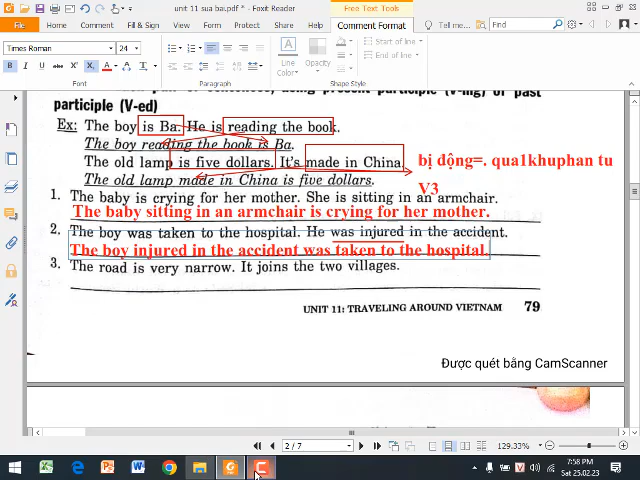 unit 11 sua bai.pdf * - Foxit Reader
Free Text Tools
File
Home
Comment
View
Form
Protect
Share
Help
Extras
Comment Format
Tell me...
Find
Times Roman
24
Start of line
End of line
Border
Font
Paragraph
Shape Style
participle (V-ed)
Ex: The boy is Ba. He is reading the book.
The boy reading the book is Ba.
The old lamp is five dollars. It's made in China.
The old lamp made in China is five dollars.
bị động=. qua1khuphan tu
V3
1. The baby is crying for her mother. She is sitting in an armchair.
The baby sitting in an armchair is crying for her mother.
2. The boy was taken to the hospital. He was injured in the accident.
The boy injured in the accident was taken to the hospital.
3. The road is very narrow. It joins the two villages.
UNIT 11: TRAVELING AROUND VIETNAM 79
Được quét bằng CamScanner
2 / 7
129.33%
7:58 PM
Sat 25.02.23